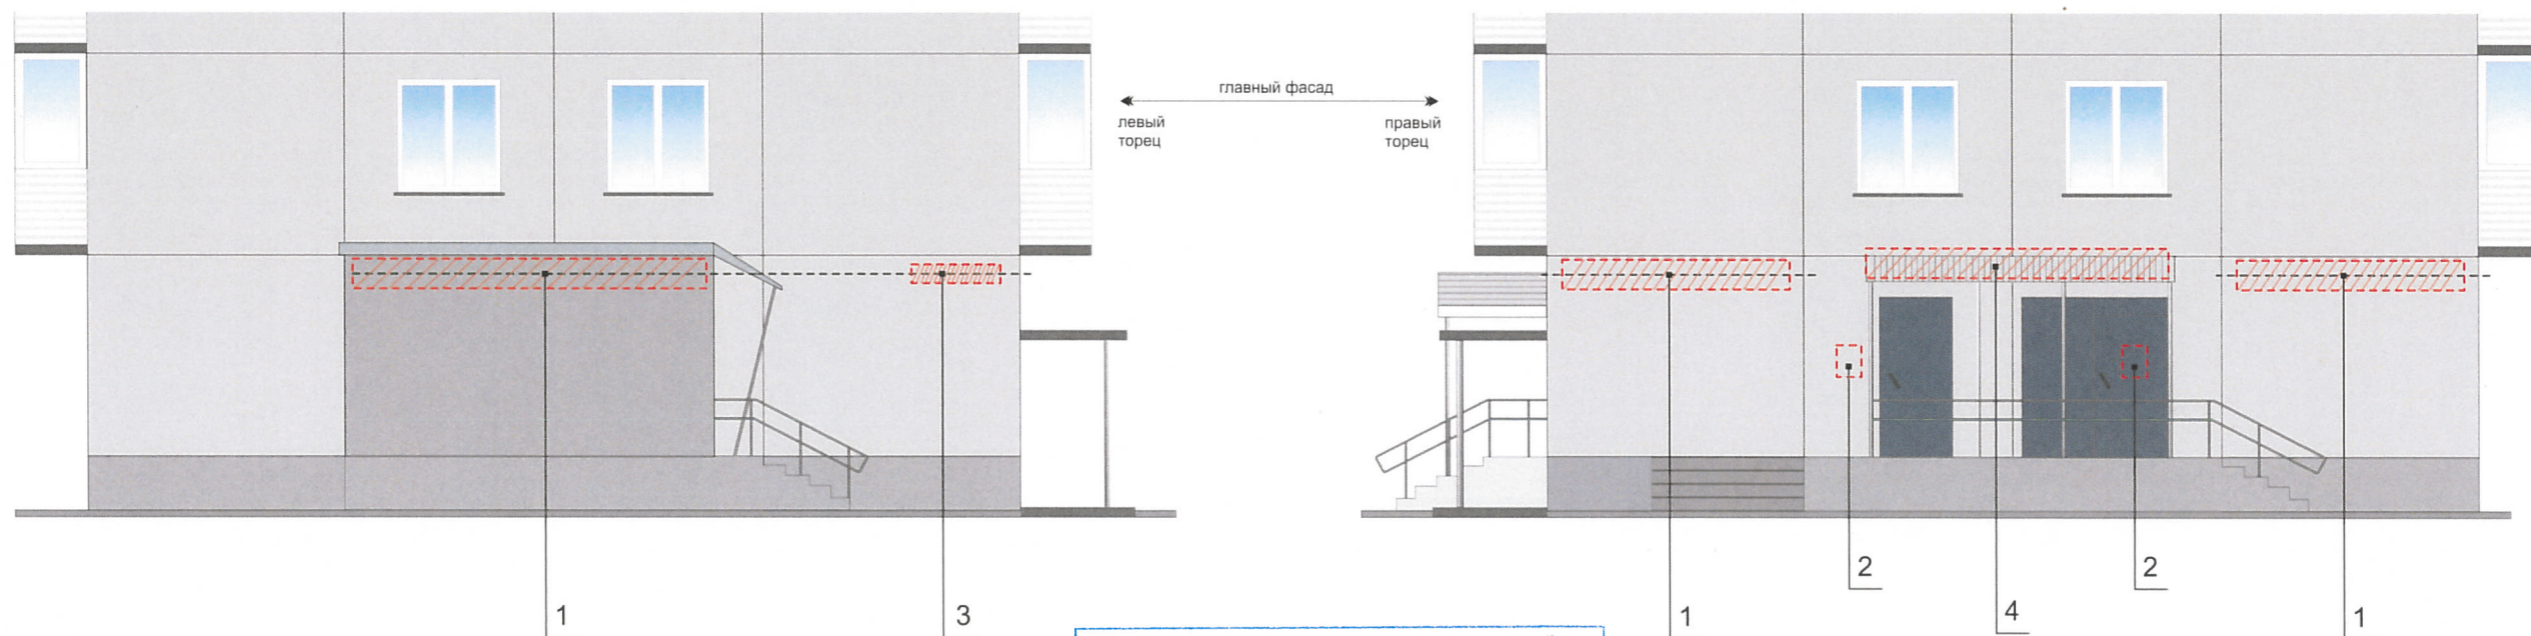 главный фасад
левый
торец
правый
торец
2
2
1
3
1
4
1